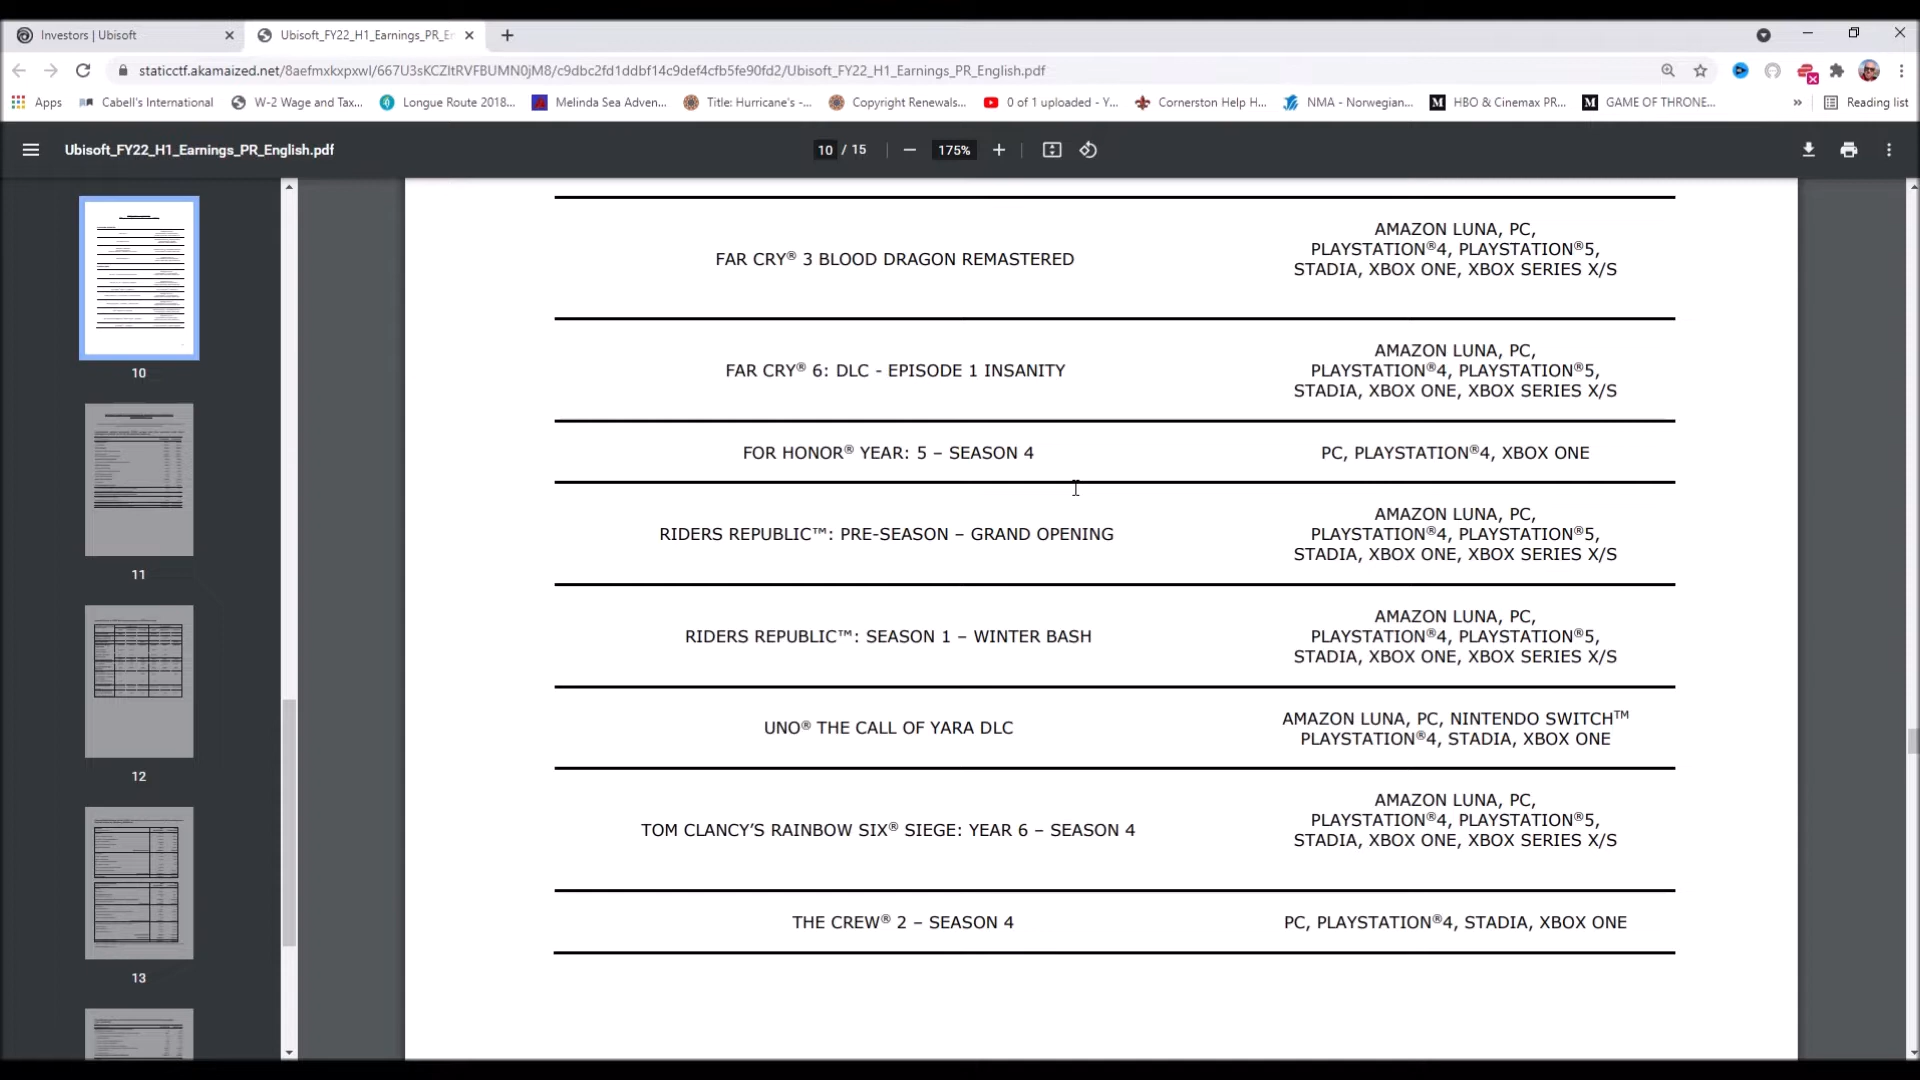 Investors | Ubisoft
Ubisoft_FY22_H1_Earnings_PR_En
staticctf.akamaized.net/8aefmxkxpxwl/667U3sKCZltRVFBUMN0jM8/c9dbc2fd1ddbf14c9def4cfb5fe90fd2/Ubisoft_FY22_H1_Earnings_PR_English.pdf
Apps Cabell's International W-2 Wage and Tax... Longue Route 2018... Melinda Sea Adven... Title: Hurricane's -... Copyright Renewals... 0 of 1 uploaded - Y... Cornerston Help H... NMA - Norwegian... HBO & Cinemax PR... GAME OF THRONE... » Reading list
Ubisoft_FY22_H1_Earnings_PR_English.pdf
10 / 15
175%
10
11
12
13
FAR CRY® 3 BLOOD DRAGON REMASTERED
AMAZON LUNA, PC,
PLAYSTATION®4, PLAYSTATION®5,
STADIA, XBOX ONE, XBOX SERIES X/S
FAR CRY® 6: DLC - EPISODE 1 INSANITY
AMAZON LUNA, PC,
PLAYSTATION®4, PLAYSTATION®5,
STADIA, XBOX ONE, XBOX SERIES X/S
FOR HONOR® YEAR: 5 – SEASON 4
PC, PLAYSTATION®4, XBOX ONE
RIDERS REPUBLIC™: PRE-SEASON – GRAND OPENING
AMAZON LUNA, PC,
PLAYSTATION®4, PLAYSTATION®5,
STADIA, XBOX ONE, XBOX SERIES X/S
RIDERS REPUBLIC™: SEASON 1 – WINTER BASH
AMAZON LUNA, PC,
PLAYSTATION®4, PLAYSTATION®5,
STADIA, XBOX ONE, XBOX SERIES X/S
UNO® THE CALL OF YARA DLC
AMAZON LUNA, PC, NINTENDO SWITCH™
PLAYSTATION®4, STADIA, XBOX ONE
TOM CLANCY'S RAINBOW SIX® SIEGE: YEAR 6 – SEASON 4
AMAZON LUNA, PC,
PLAYSTATION®4, PLAYSTATION®5,
STADIA, XBOX ONE, XBOX SERIES X/S
THE CREW® 2 – SEASON 4
PC, PLAYSTATION®4, STADIA, XBOX ONE